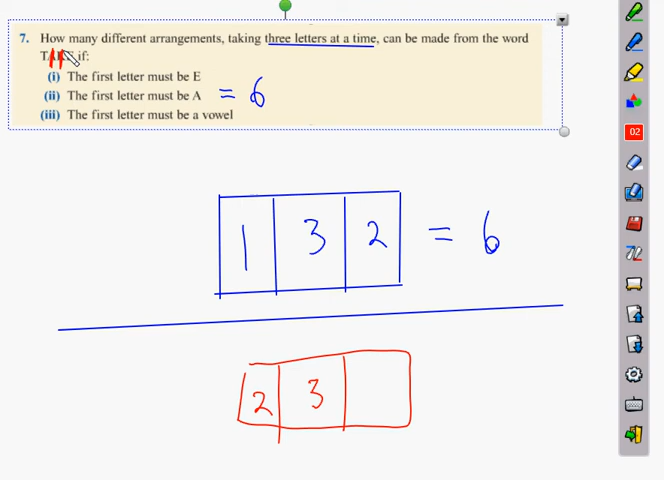 7. How many different arrangements, taking three letters at a time, can be made from the word
if:
(i) The first letter must be E
(ii) The first letter must be A = 6
(iii) The first letter must be a vowel
02
1 3 2 = 6
2 3